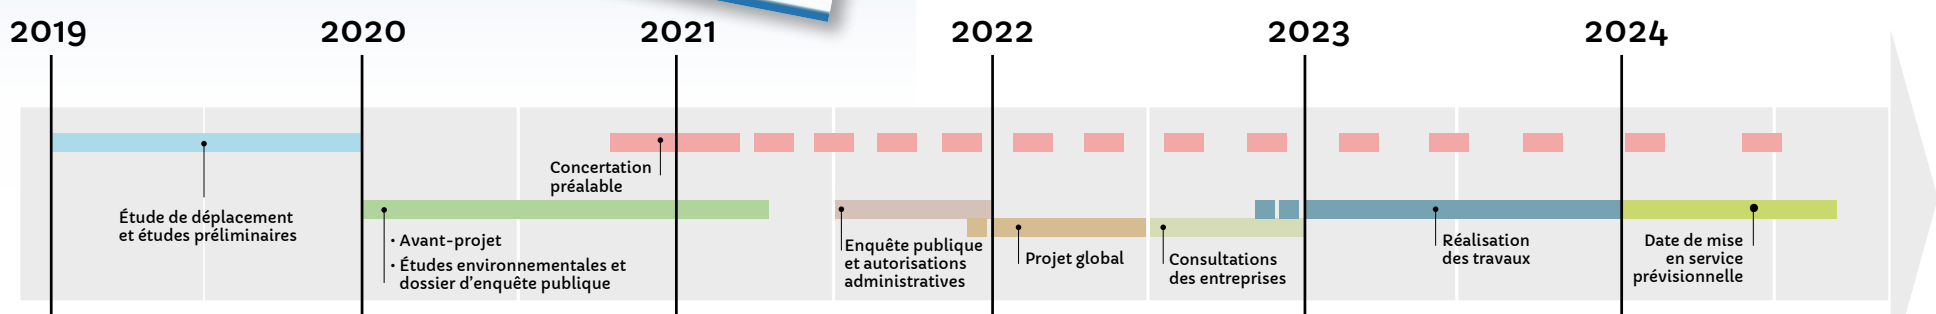 2019 2020 2021 2022 2023 2024
Concertation
préalable
Étude de déplacement
et études préliminaires
• Avant-projet
• Études environnementales et
dossier d'enquête publique
Enquête publique
et autorisations
administratives
Projet global
Consultations
des entreprises
Réalisation
des travaux
Date de mise
en service
prévisionnelle